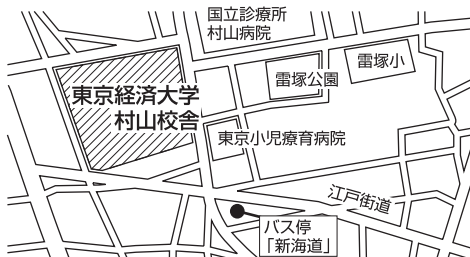 国立診療所
村山病院
雷塚小
雷塚公園
東京経済大学
村山校舎
東京小児療育病院
江戸街道
バス停
「新海道」